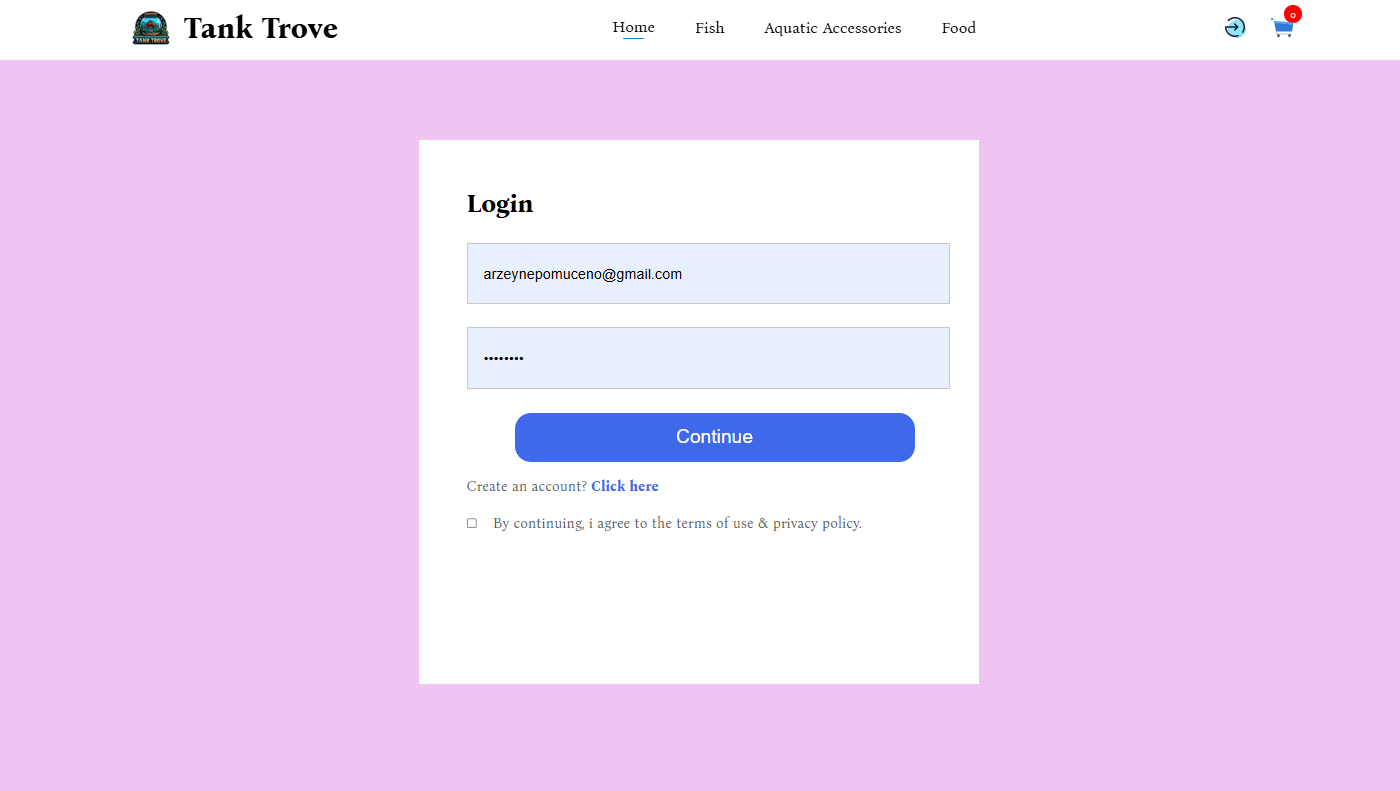 TANK TROVE
Tank Trove
Home
Fish
Aquatic Accessories
Food
0
Login
arzeynepomuceno@gmail.com
••••••••
Continue
Create an account? Click here
By continuing, i agree to the terms of use & privacy policy.